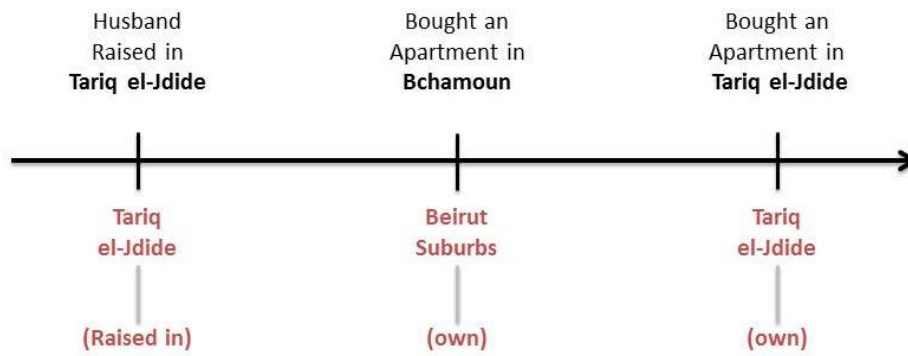 Husband
Raised in
Tariq el-Jdide
Bought an
Apartment in
Bchamoun
Bought an
Apartment in
Tariq el-Jdide
Tariq
el-Jdide
Beirut
Suburbs
Tariq
el-Jdide
(Raised in)
(own)
(own)